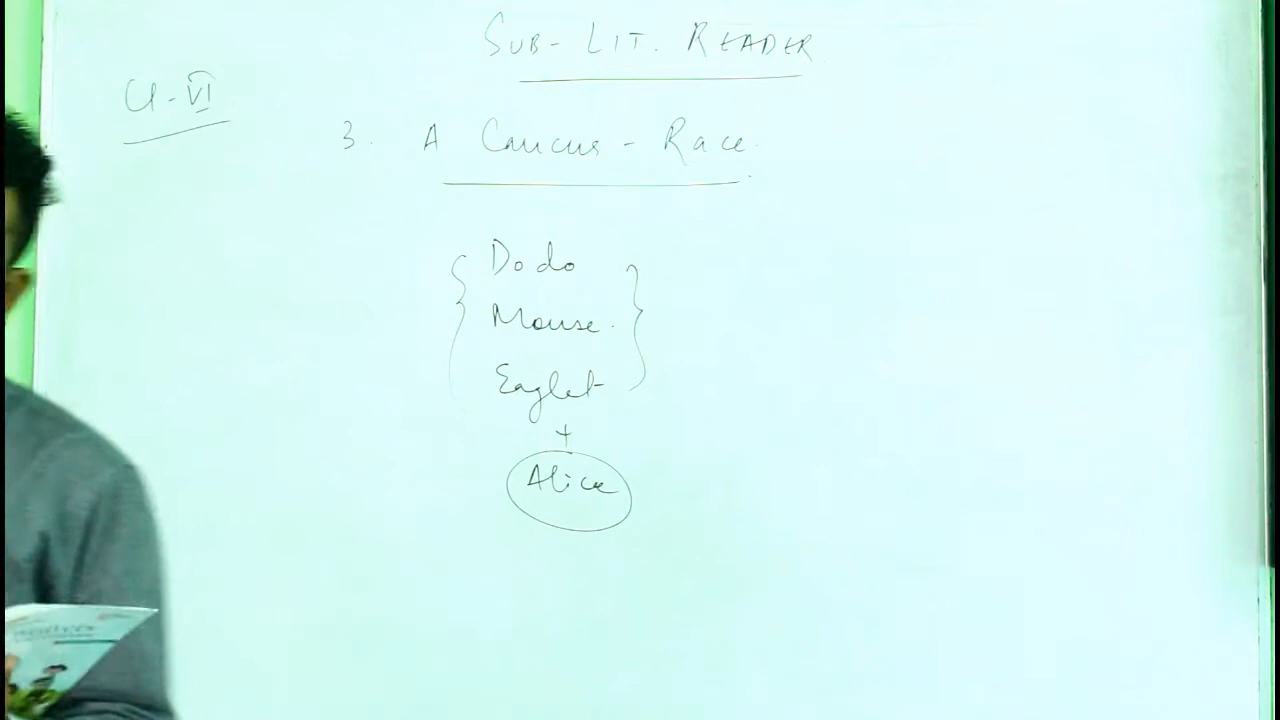 SUB-LIT. READER
Cl-VI
3. A Caucus-Race.
Dodo
Mouse.
Eaglet
+
Alice